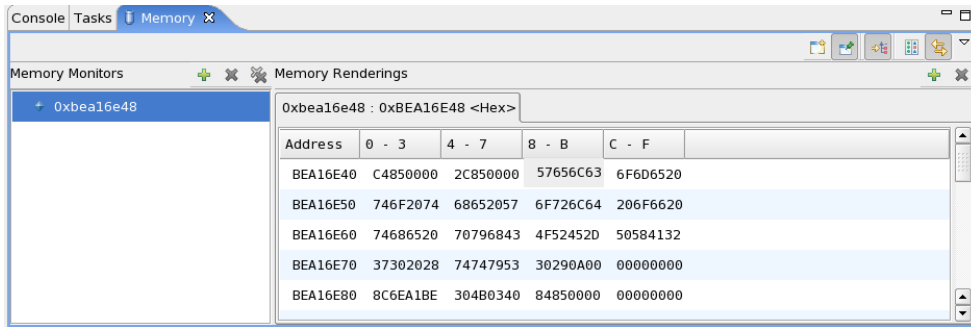 Console Tasks Memory
Memory Monitors Memory Renderings
0xbea16e48 0xbea16e48 : 0xBEA16E48 <Hex>
Address 0 - 3 4 - 7 8 - B C - F
BEA16E40 C4850000 2C850000 57656C63 6F6D6520
BEA16E50 746F2074 68652057 6F726C64 206F6620
BEA16E60 74686520 70796843 4F52452D 50584132
BEA16E70 37302028 74747953 30290A00 00000000
BEA16E80 8C6EA1BE 304B0340 84850000 00000000